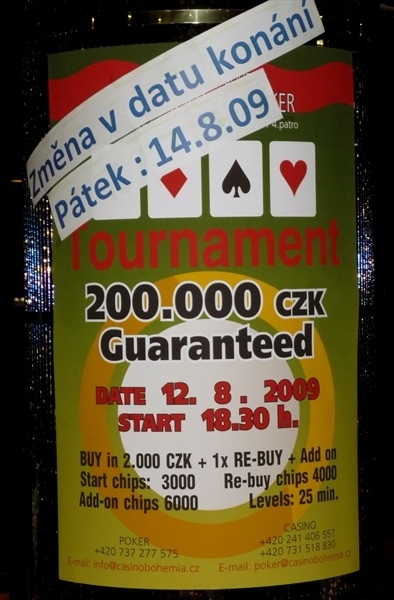 Změna v datu konání
Pátek : 14.8.09
KER
4.patro
Tournament
200.000 CZK
Guaranteed
DATE 12. 8. 2009
START 18.30 h.
BUY in 2.000 CZK + 1x RE-BUY + Add on
Start chips: 3000 Re-buy chips 4000
Add-on chips 6000 Levels: 25 min.
POKER
+420 737 277 575
E-mail: info@casinobohemia.cz
CASINO
+420 241 406 557
+420 731 518 830
E-mail: poker@casinobohemia.cz